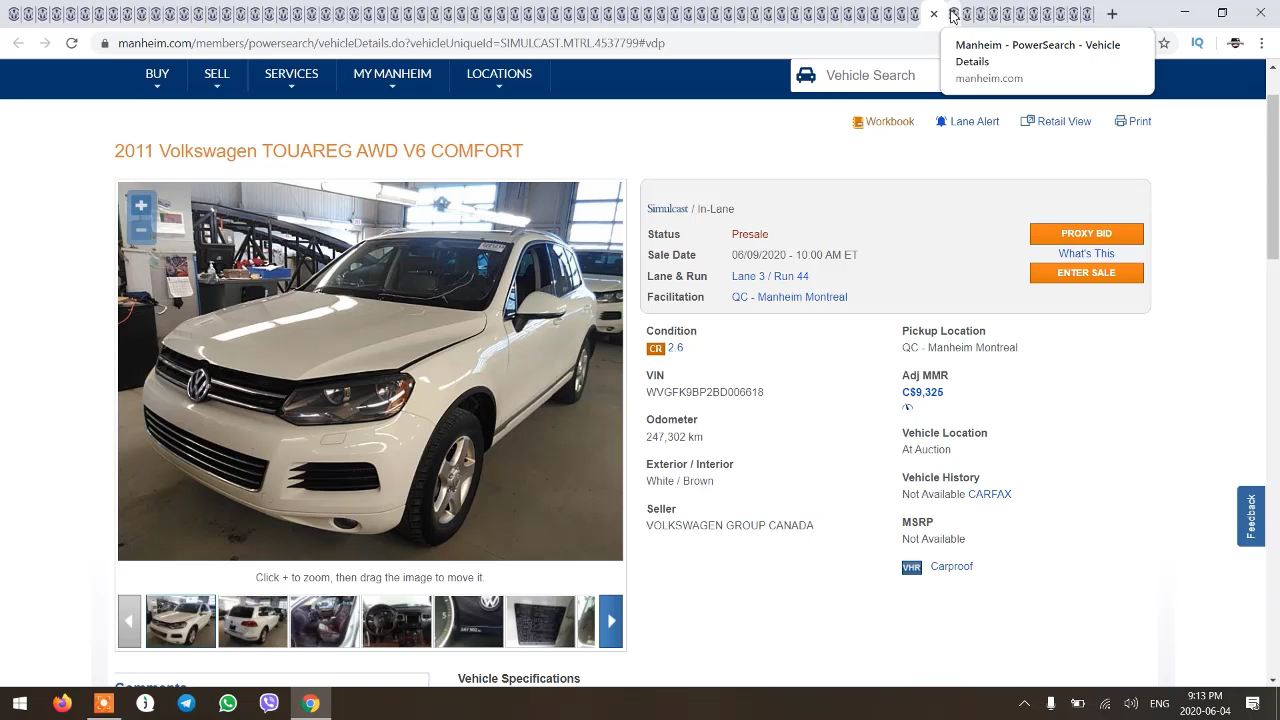 manheim.com/members/powersearch/vehicleDetails.do?vehicleUniqueId=SIMULCAST.MTRL.4537799#vdp
IQ
Manheim - PowerSearch - Vehicle
Details
manheim.com
BUY
SELL
SERVICES
MY MANHEIM
LOCATIONS
Vehicle Search
Workbook
Lane Alert
Retail View
Print
2011 Volkswagen TOUAREG AWD V6 COMFORT
Simulcast / In-Lane
Status Presale
Sale Date 06/09/2020 - 10:00 AM ET
Lane & Run Lane 3 / Run 44
Facilitation QC - Manheim Montreal
PROXY BID
What's This
ENTER SALE
Condition
CR 2.6
VIN
WVGFK9BP2BD006618
Odometer
247,302 km
Exterior / Interior
White / Brown
Seller
VOLKSWAGEN GROUP CANADA
Pickup Location
QC - Manheim Montreal
Adj MMR
C$9,325
Vehicle Location
At Auction
Vehicle History
Not Available CARFAX
MSRP
Not Available
VHR Carproof
Feedback
Click + to zoom, then drag the image to move it.
Comments
Vehicle Specifications
ENG
9:13 PM
2020-06-04